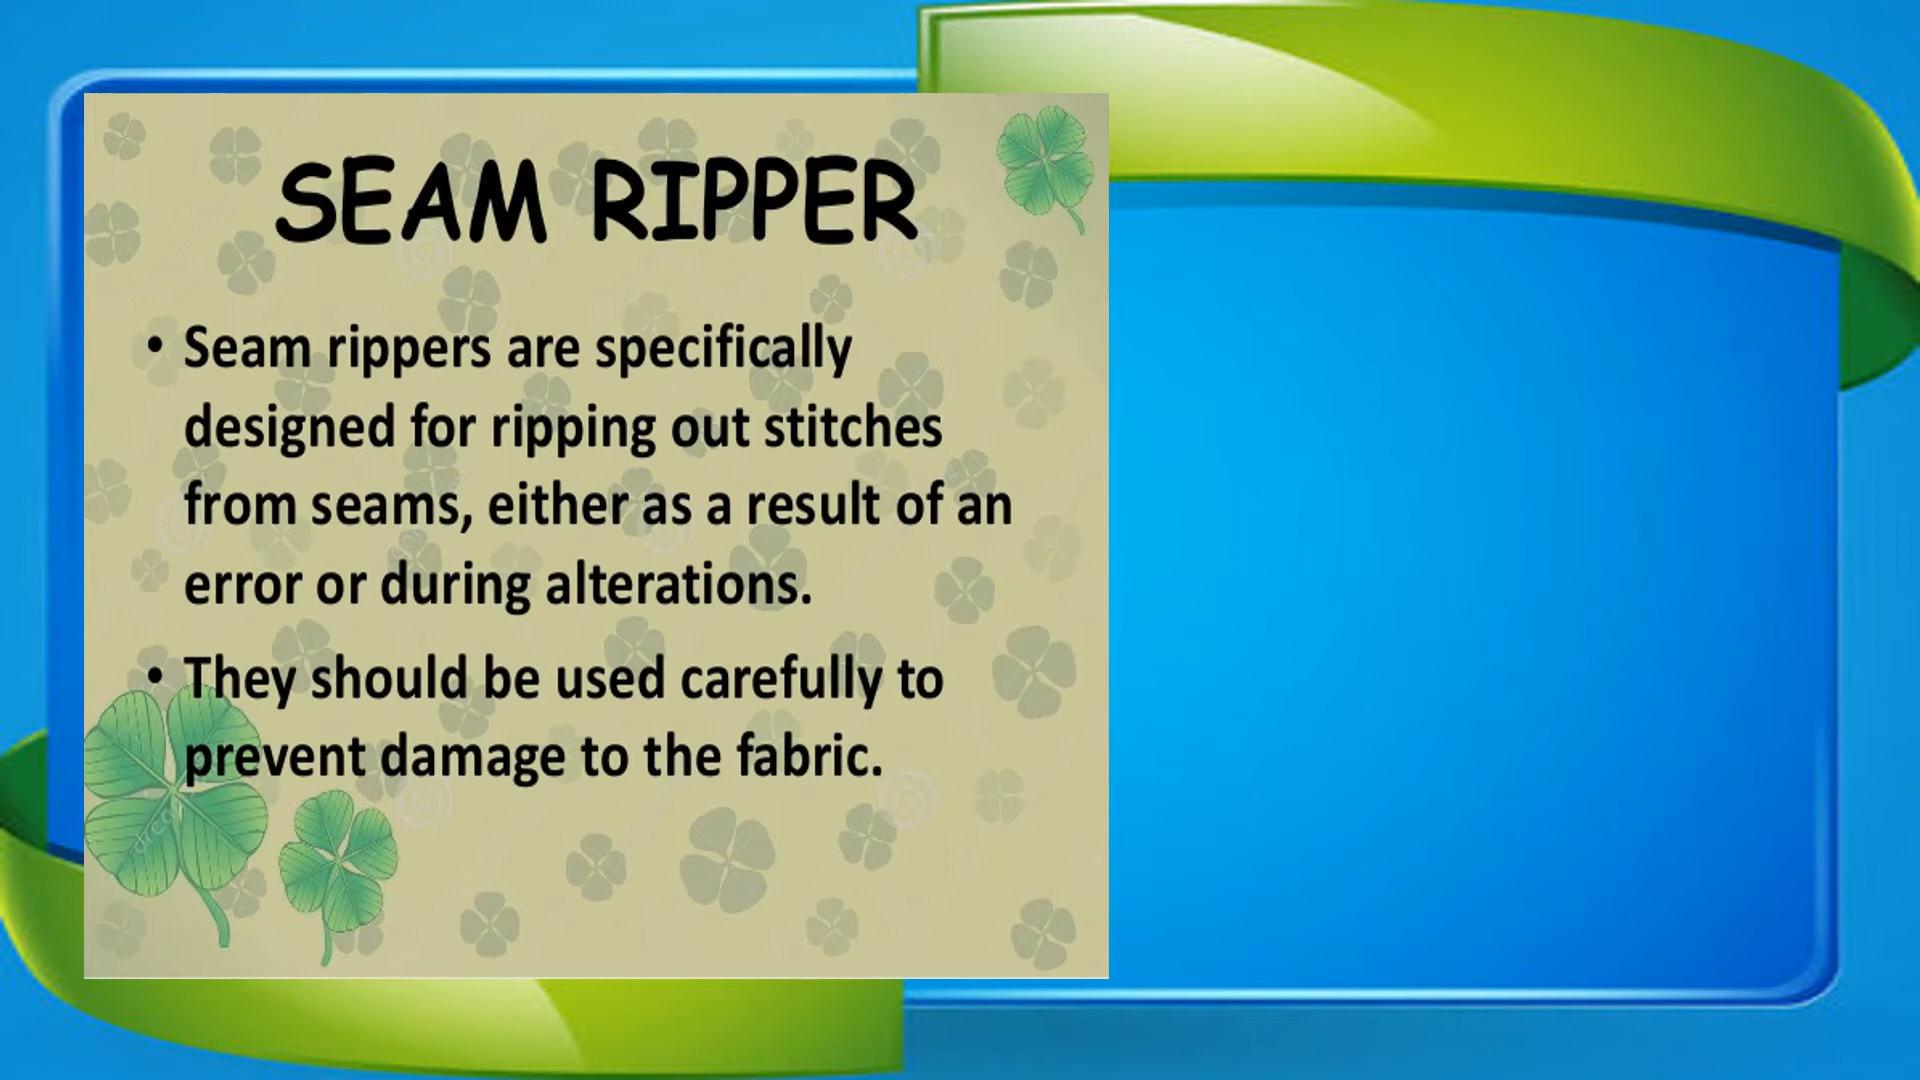 SEAM RIPPER
• Seam rippers are specifically
designed for ripping out stitches
from seams, either as a result of an
error or during alterations.
• They should be used carefully to
prevent damage to the fabric.